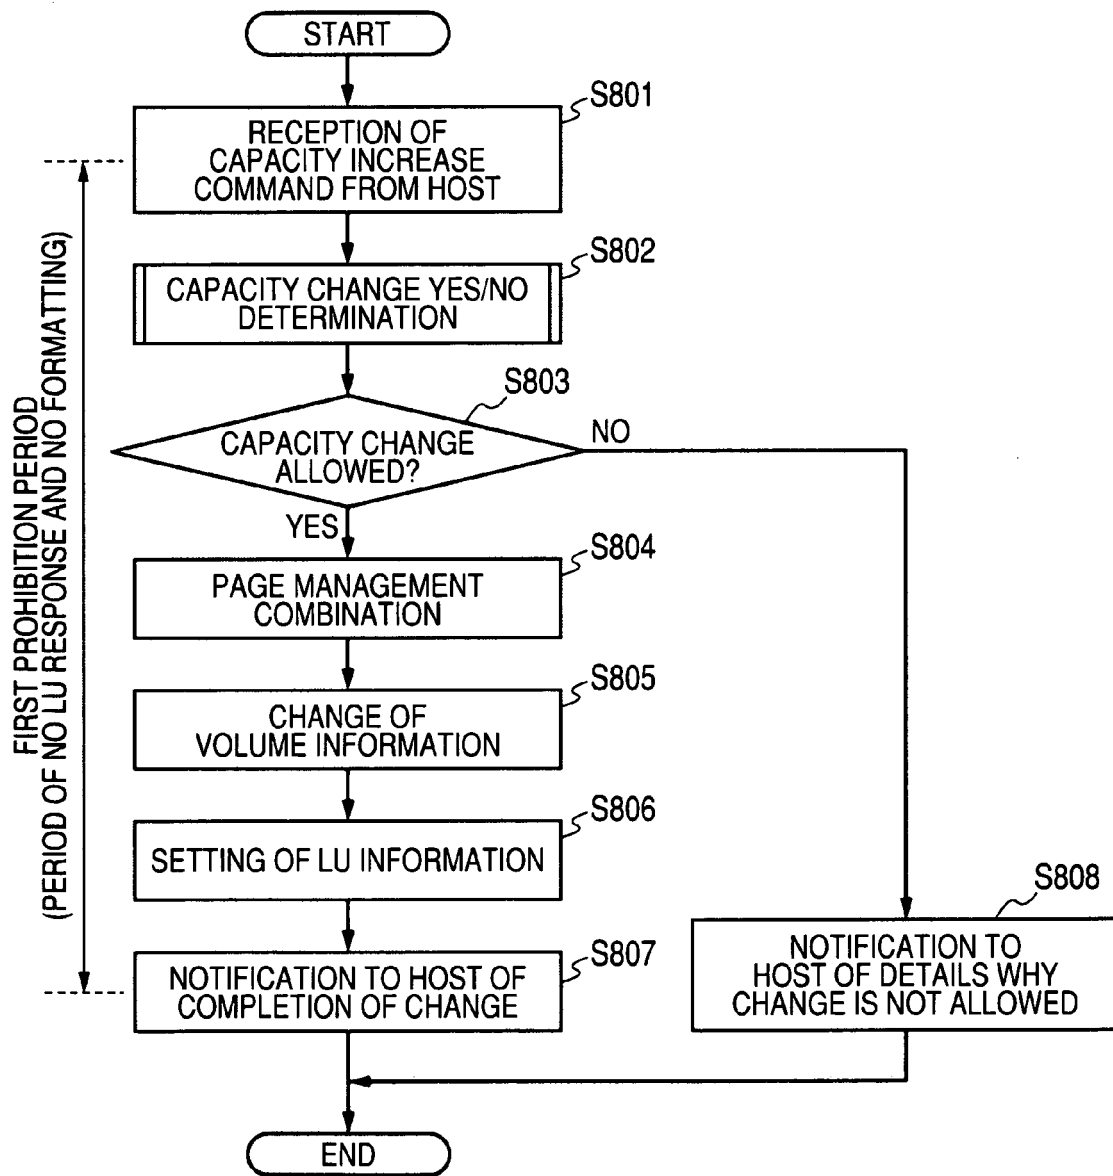 START
S801
RECEPTION OF
CAPACITY INCREASE
COMMAND FROM HOST
S802
CAPACITY CHANGE YES/NO
DETERMINATION
S803
CAPACITY CHANGE
ALLOWED?
NO
YES
S804
PAGE MANAGEMENT
COMBINATION
S805
CHANGE OF
VOLUME INFORMATION
S806
SETTING OF LU INFORMATION
S807
NOTIFICATION TO HOST OF
COMPLETION OF CHANGE
S808
NOTIFICATION TO
HOST OF DETAILS WHY
CHANGE IS NOT ALLOWED
END
FIRST PROHIBITION PERIOD
(PERIOD OF NO LU RESPONSE AND NO FORMATTING)